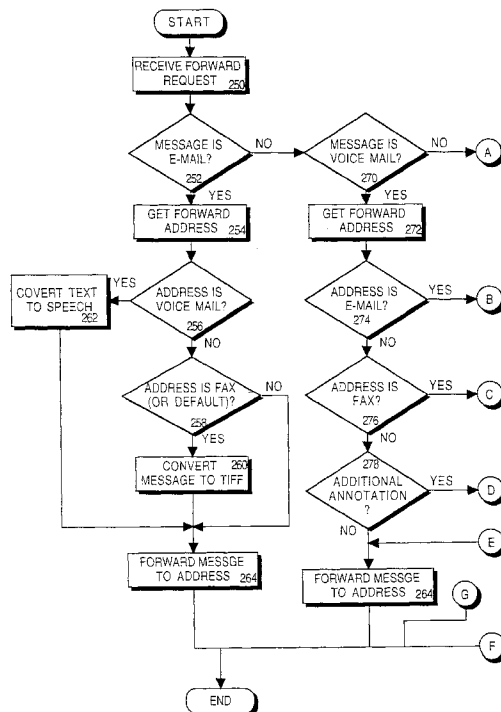 START
RECEIVE FORWARD
REQUEST 250
MESSAGE IS
E-MAIL?
252
NO
YES
MESSAGE IS
VOICE MAIL?
270
NO
A
YES
GET FORWARD
ADDRESS 254
GET FORWARD
ADDRESS 272
COVERT TEXT
TO SPEECH
262
YES
ADDRESS IS
VOICE MAIL?
256
NO
ADDRESS IS
E-MAIL?
274
YES
B
NO
ADDRESS IS FAX
(OR DEFAULT)?
258
NO
YES
ADDRESS IS
FAX?
276
YES
C
NO
CONVERT 260
MESSAGE TO TIFF
278
ADDITIONAL
ANNOTATION
?
YES
D
NO
E
FORWARD MESSGE
TO ADDRESS 264
FORWARD MESSGE
TO ADDRESS 264
G
F
END